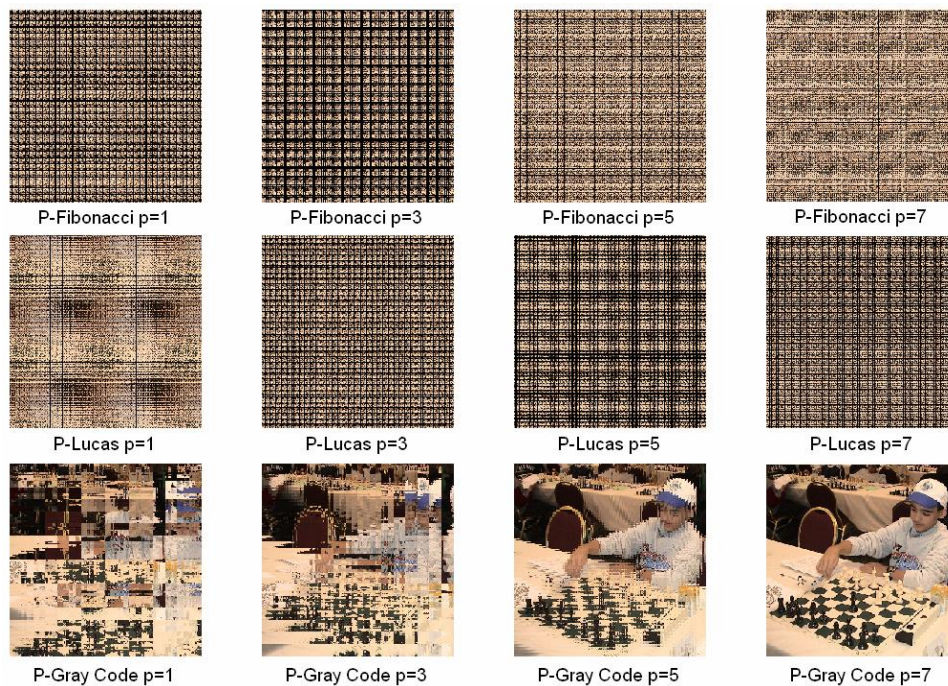 P-Fibonacci p=1 P-Fibonacci p=3 P-Fibonacci p=5 P-Fibonacci p=7
P-Lucas p=1 P-Lucas p=3 P-Lucas p=5 P-Lucas p=7
P-Gray Code p=1 P-Gray Code p=3 P-Gray Code p=5 P-Gray Code p=7